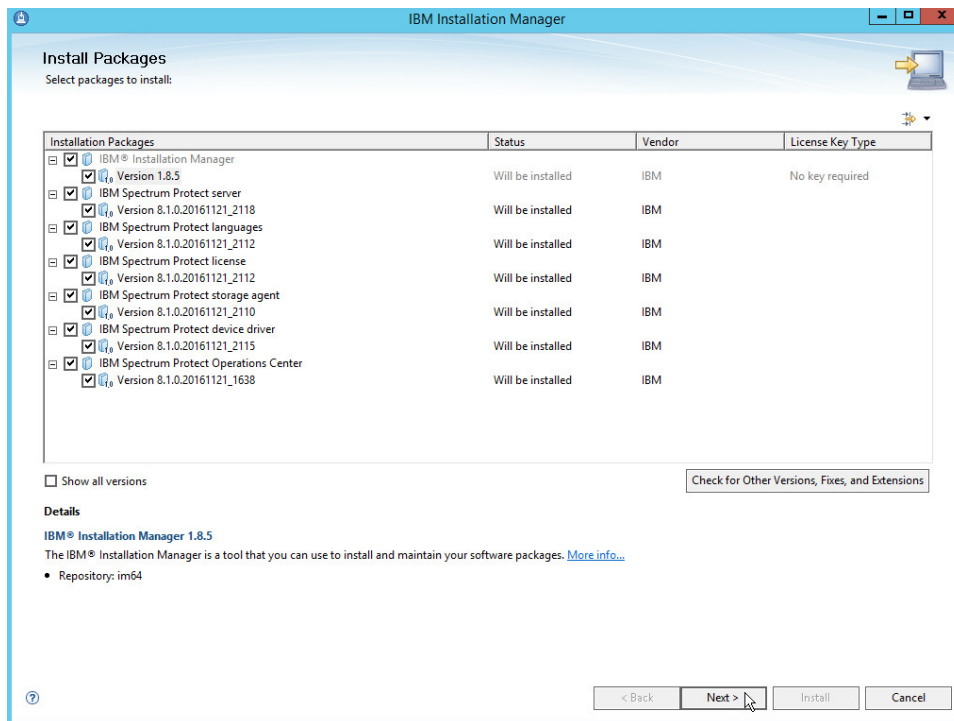 IBM Installation Manager
Install Packages
Select packages to install:
Installation Packages Status Vendor License Key Type
IBM® Installation Manager
Version 1.8.5 Will be installed IBM No key required
IBM Spectrum Protect server
Version 8.1.0.20161121_2118 Will be installed IBM
IBM Spectrum Protect languages
Version 8.1.0.20161121_2112 Will be installed IBM
IBM Spectrum Protect license
Version 8.1.0.20161121_2112 Will be installed IBM
IBM Spectrum Protect storage agent
Version 8.1.0.20161121_2110 Will be installed IBM
IBM Spectrum Protect device driver
Version 8.1.0.20161121_2115 Will be installed IBM
IBM Spectrum Protect Operations Center
Version 8.1.0.20161121_1638 Will be installed IBM
Show all versions Check for Other Versions, Fixes, and Extensions
Details
IBM® Installation Manager 1.8.5
The IBM® Installation Manager is a tool that you can use to install and maintain your software packages. More info...
• Repository: im64
? < Back Next > Install Cancel